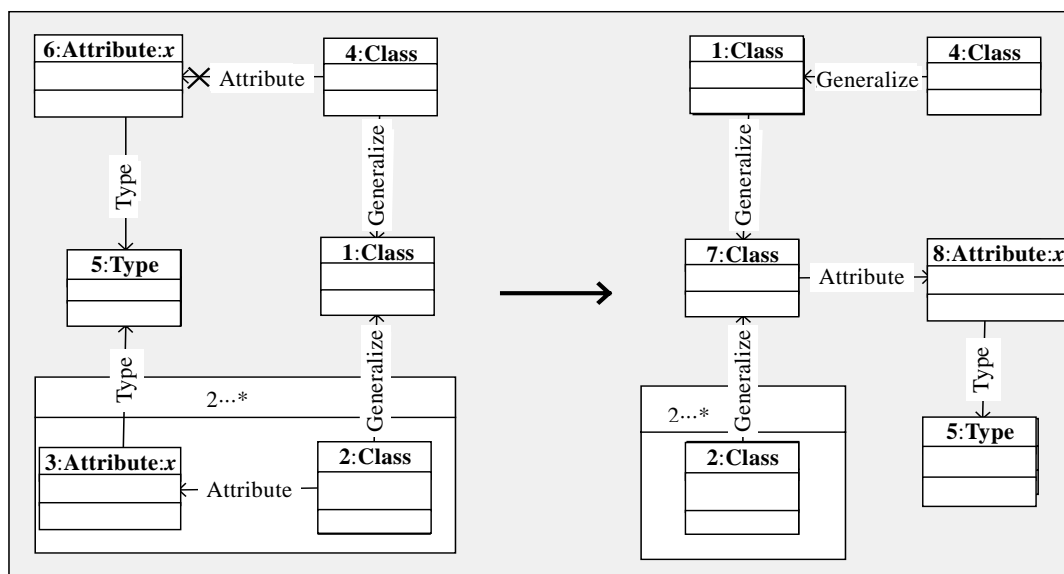 6:Attribute:x
Attribute
4:Class
Type
Generalize
5:Type
1:Class
Type
Generalize
2···*
3:Attribute:x
Attribute
2:Class
1:Class
Generalize
4:Class
Generalize
7:Class
Attribute
8:Attribute:x
Generalize
Type
2···*
2:Class
5:Type